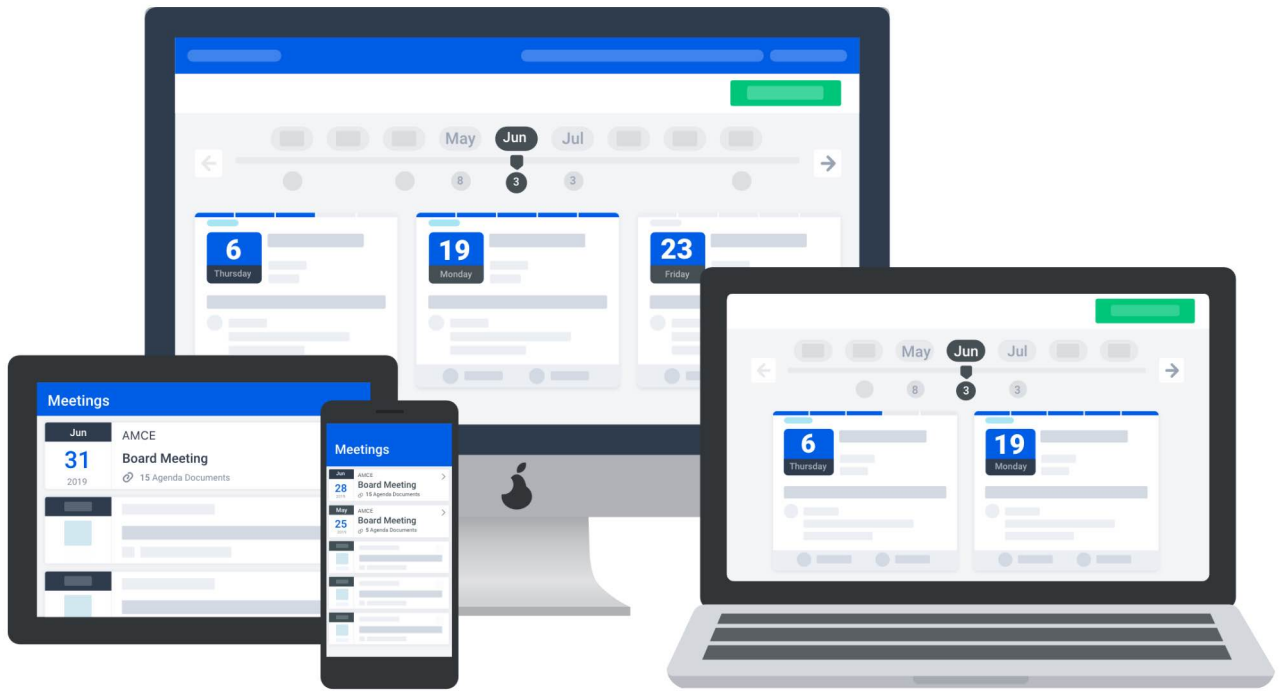 May Jun Jul
8 3 3
6 19 23
Thursday Monday Friday
Meetings
Jun AMCE
31 Board Meeting
2019 15 Agenda Documents
Meetings
Jun AMCE
28 Board Meeting
2019 15 Agenda Documents
May AMCE
25 Board Meeting
5 Agenda Documents
May Jun Jul
8 3 3
6 19
Thursday Monday